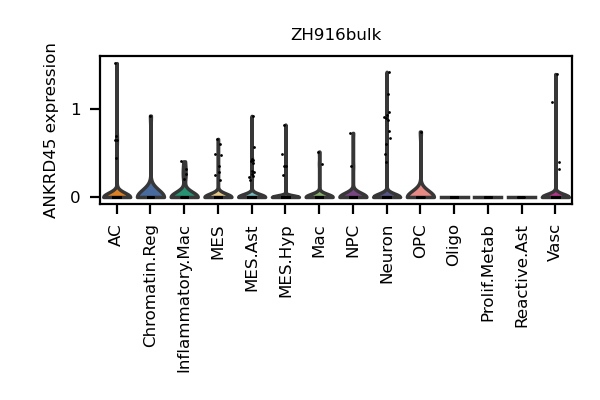 ZH916bulk
ANKRD45 expression
1
0
AC
Chromatin.Reg
Inflammatory.Mac
MES
MES.Ast
MES.Hyp
Mac
NPC
Neuron
OPC
Oligo
Prolif.Metab
Reactive.Ast
Vasc